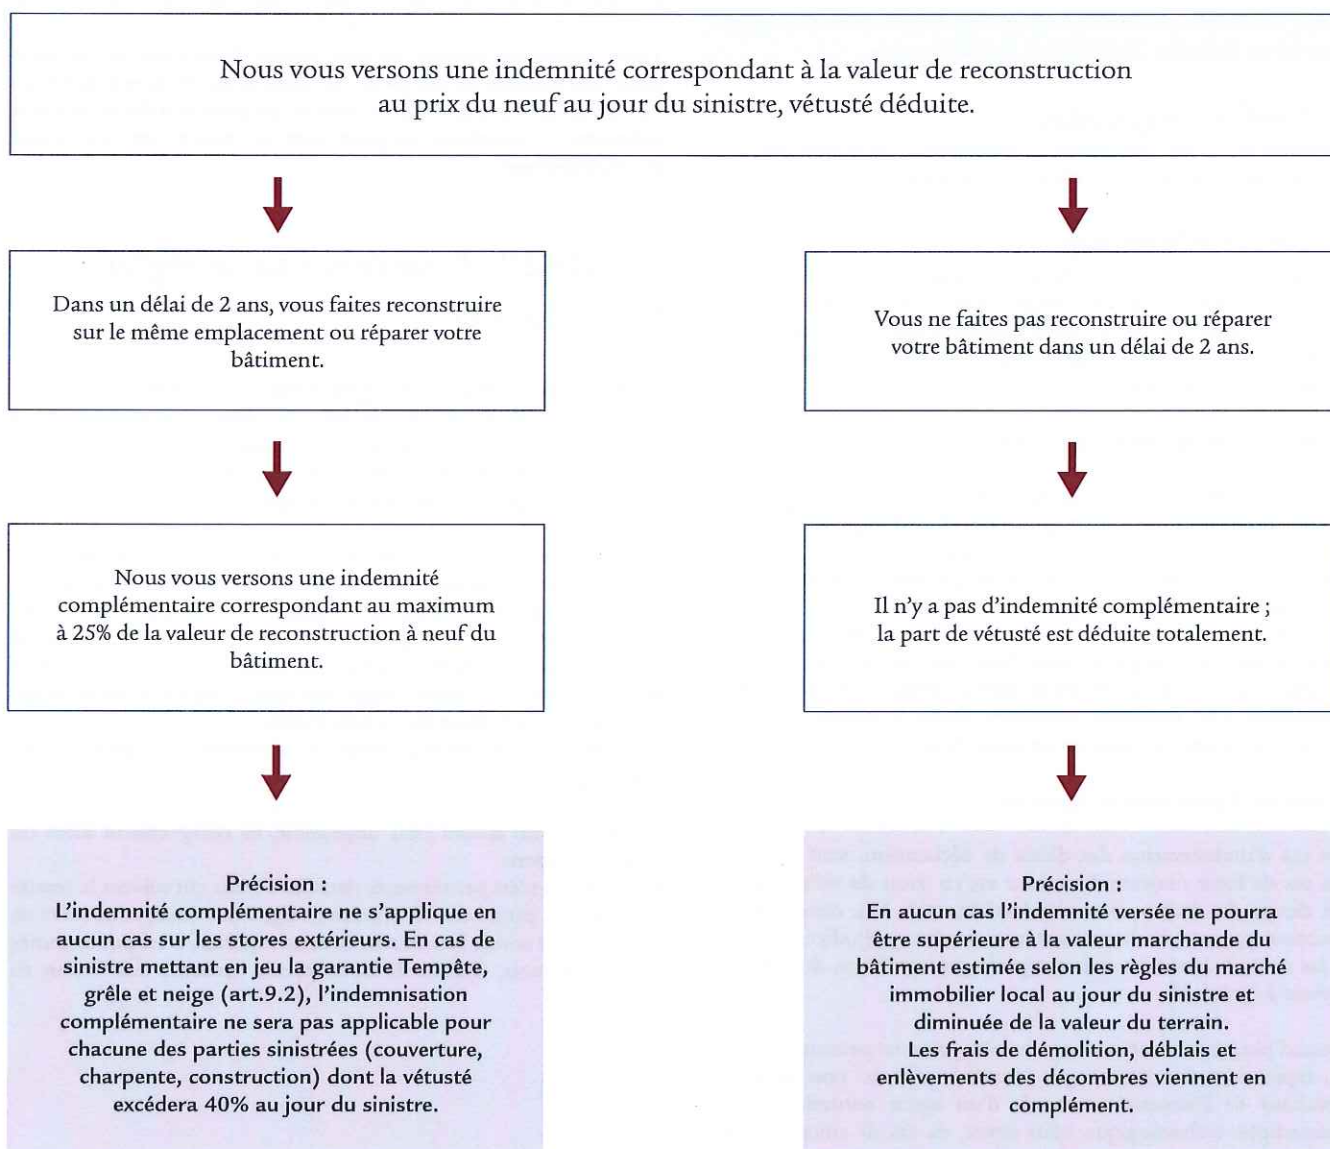 Nous vous versons une indemnité correspondant à la valeur de reconstruction
au prix du neuf au jour du sinistre, vétusté déduite.
Dans un délai de 2 ans, vous faites reconstruire
sur le même emplacement ou réparer votre
bâtiment.
Vous ne faites pas reconstruire ou réparer
votre bâtiment dans un délai de 2 ans.
Nous vous versons une indemnité
complémentaire correspondant au maximum
à 25% de la valeur de reconstruction à neuf du
bâtiment.
Il n'y a pas d'indemnité complémentaire ;
la part de vétusté est déduite totalement.
Précision :
L'indemnité complémentaire ne s'applique en
aucun cas sur les stores extérieurs. En cas de
sinistre mettant en jeu la garantie Tempête,
grêle et neige (art.9.2), l'indemnisation
complémentaire ne sera pas applicable pour
chacune des parties sinistrées (couverture,
charpente, construction) dont la vétusté
excédera 40% au jour du sinistre.
Précision :
En aucun cas l'indemnité versée ne pourra
être supérieure à la valeur marchande du
bâtiment estimée selon les règles du marché
immobilier local au jour du sinistre et
diminuée de la valeur du terrain.
Les frais de démolition, déblais et
enlèvements des décombres viennent en
complément.